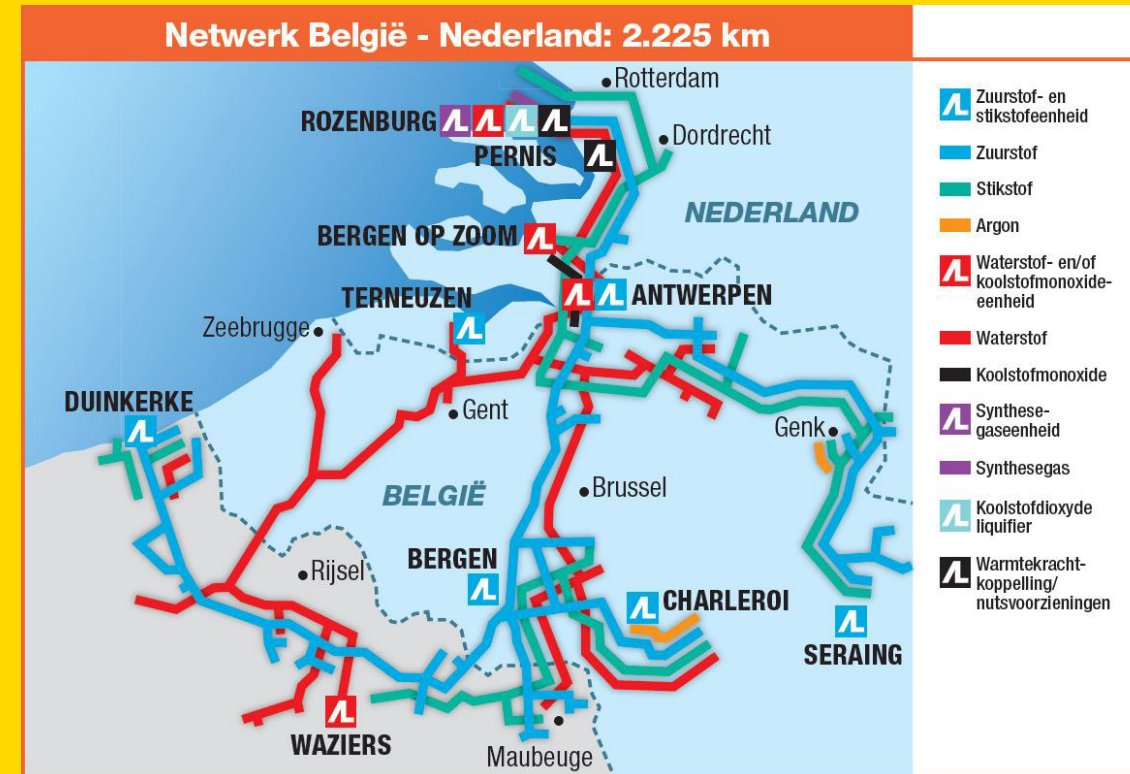 Netwerk België - Nederland: 2.225 km
Rotterdam
ROZENBURG
PERNIS
Dordrecht
NEDERLAND
BERGEN OP ZOOM
TERNEUZEN
ANTWERPEN
Zeebrugge
DUINKERKE
Gent
Genk
BELGIË
Brussel
Rijsel
BERGEN
CHARLEROI
SERAING
WAZIERS
Maubeuge
Zuurstof- en
stikstofeenheid
Zuurstof
Stikstof
Argon
Waterstof- en/of
koolstofmonoxide-
eenheid
Waterstof
Koolstofmonoxide
Synthese-
gaseenheid
Synthesegas
Koolstofdioxyde
liquifier
Warmtekracht-
koppelling/
nutsvoorzieningen